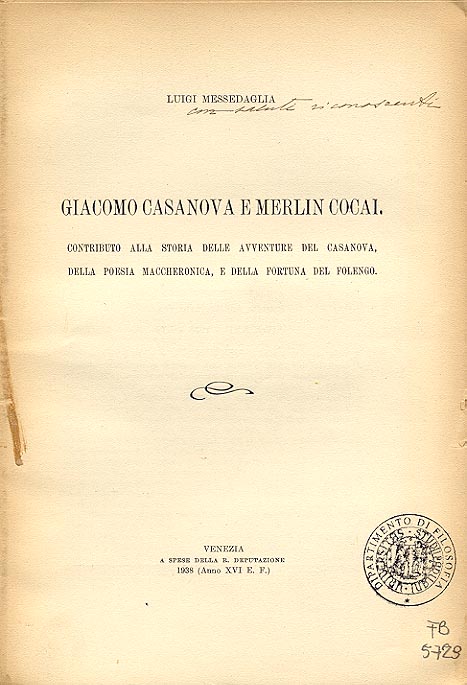 LUIGI MESSEDAGLIA
con saluti riconoscenti
GIACOMO CASANOVA E MERLIN COCAI.
CONTRIBUTO ALLA STORIA DELLE AVVENTURE DEL CASANOVA,
DELLA POESIA MACCHERONICA, E DELLA FORTUNA DEL FOLENGO.
VENEZIA
A SPESE DELLA R. DEPUTAZIONE
1938 (Anno XVI E. F.)
DIPARTIMENTO DI FILOSOFIA
FB
5729